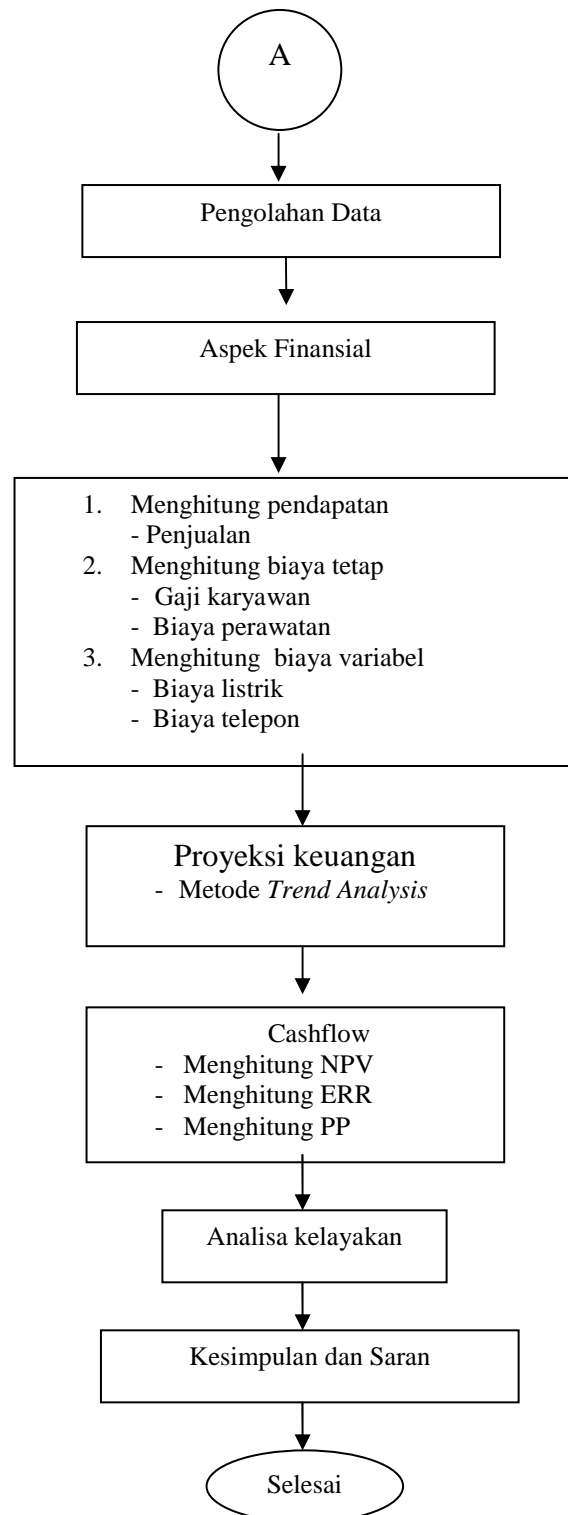 A
Pengolahan Data
Aspek Finansial
1. Menghitung pendapatan
- Penjualan
2. Menghitung biaya tetap
- Gaji karyawan
- Biaya perawatan
3. Menghitung biaya variabel
- Biaya listrik
- Biaya telepon
Proyeksi keuangan
- Metode Trend Analysis
Cashflow
- Menghitung NPV
- Menghitung ERR
- Menghitung PP
Analisa kelayakan
Kesimpulan dan Saran
Selesai